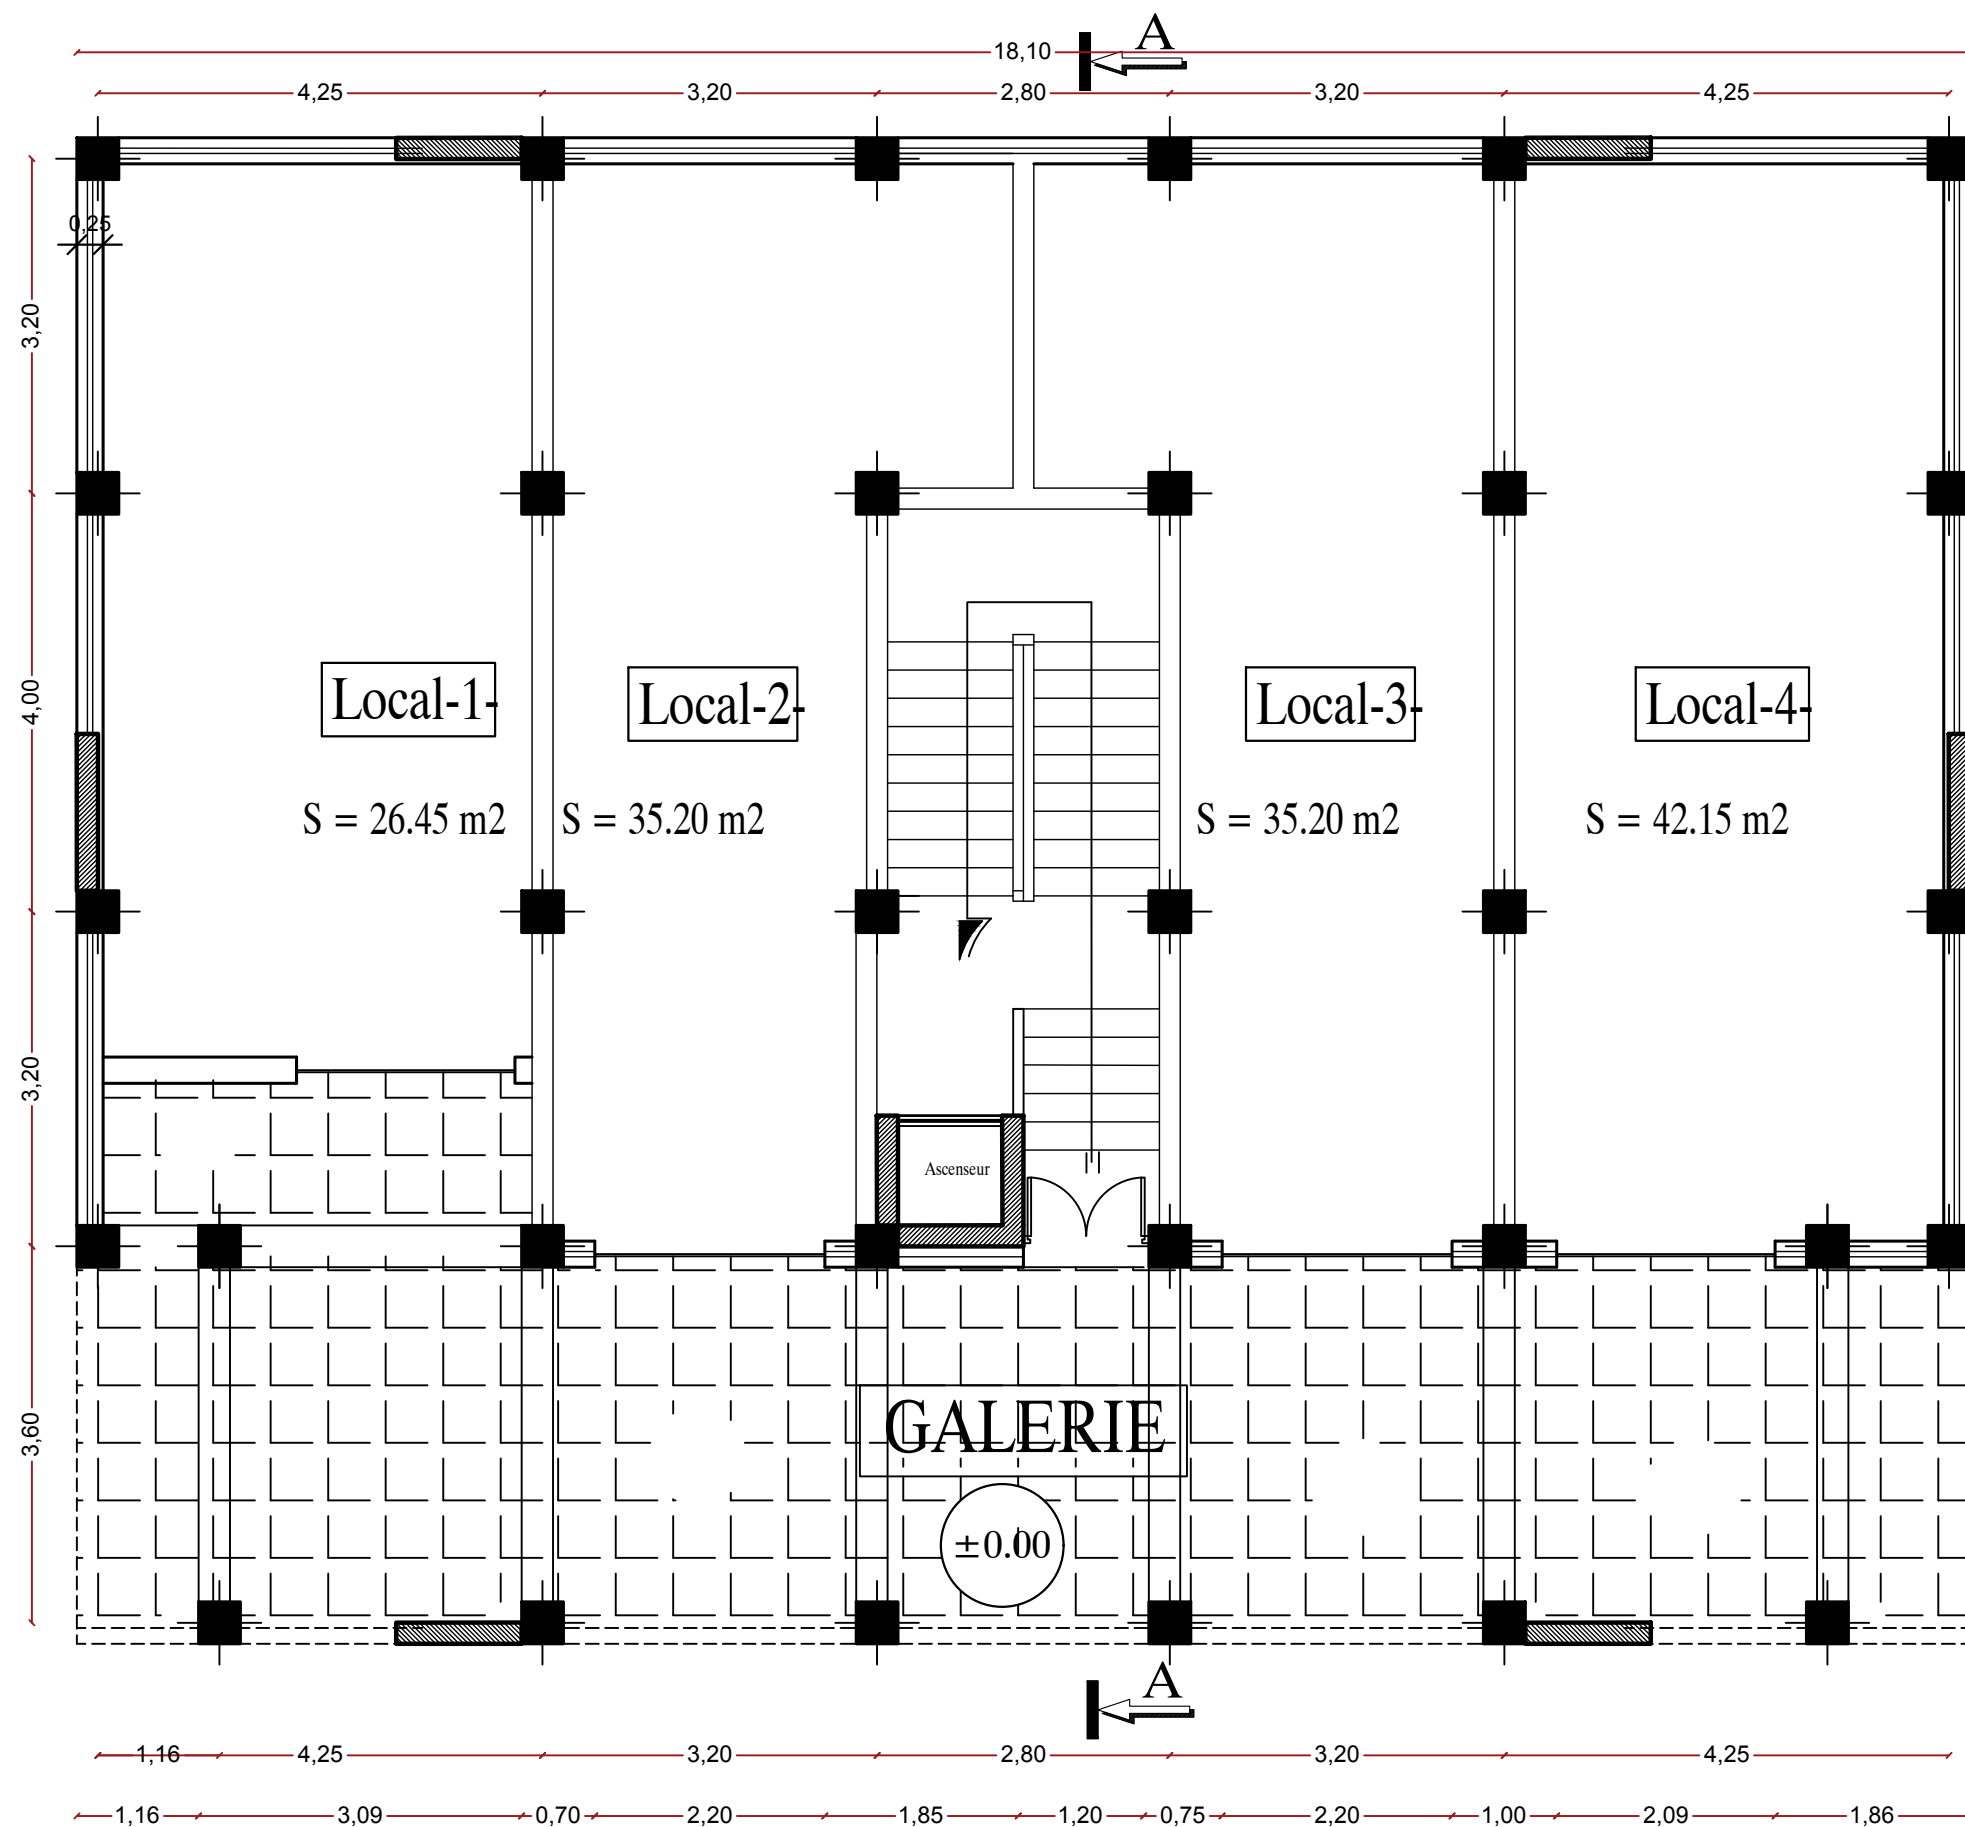 A
18,10
4,25
3,20
2,80
3,20
4,25
0,25
3,20
4,00
3,20
3,60
Local-1-
Local-2-
Local-3-
Local-4-
S = 26.45 m2
S = 35.20 m2
S = 35.20 m2
S = 42.15 m2
Ascenseur
GALERIE
±0.00
A
1,16
4,25
3,20
2,80
3,20
4,25
1,16
3,09
0,70
2,20
1,85
1,20
0,75
2,20
1,00
2,09
1,86